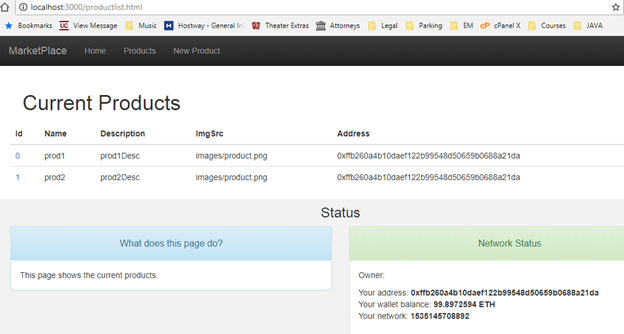 localhost:3000/productlist.html
Bookmarks View Message Music Hostway - General In Theater Extras Attorneys Legal Parking EM cPanel X Courses JAVA
MarketPlace Home Products New Product
Current Products
Id Name Description ImgSrc Address
0 prod1 prod1Desc images/product.png 0xffb260a4b10daef122b99548d50659b0688a21da
1 prod2 prod2Desc images/product.png 0xffb260a4b10daef122b99548d50659b0688a21da
Status
What does this page do? Network Status
This page shows the current products. Owner:
Your address: 0xffb260a4b10daef122b99548d50659b0688a21da
Your wallet balance: 99.8972594 ETH
Your network: 1535145708892